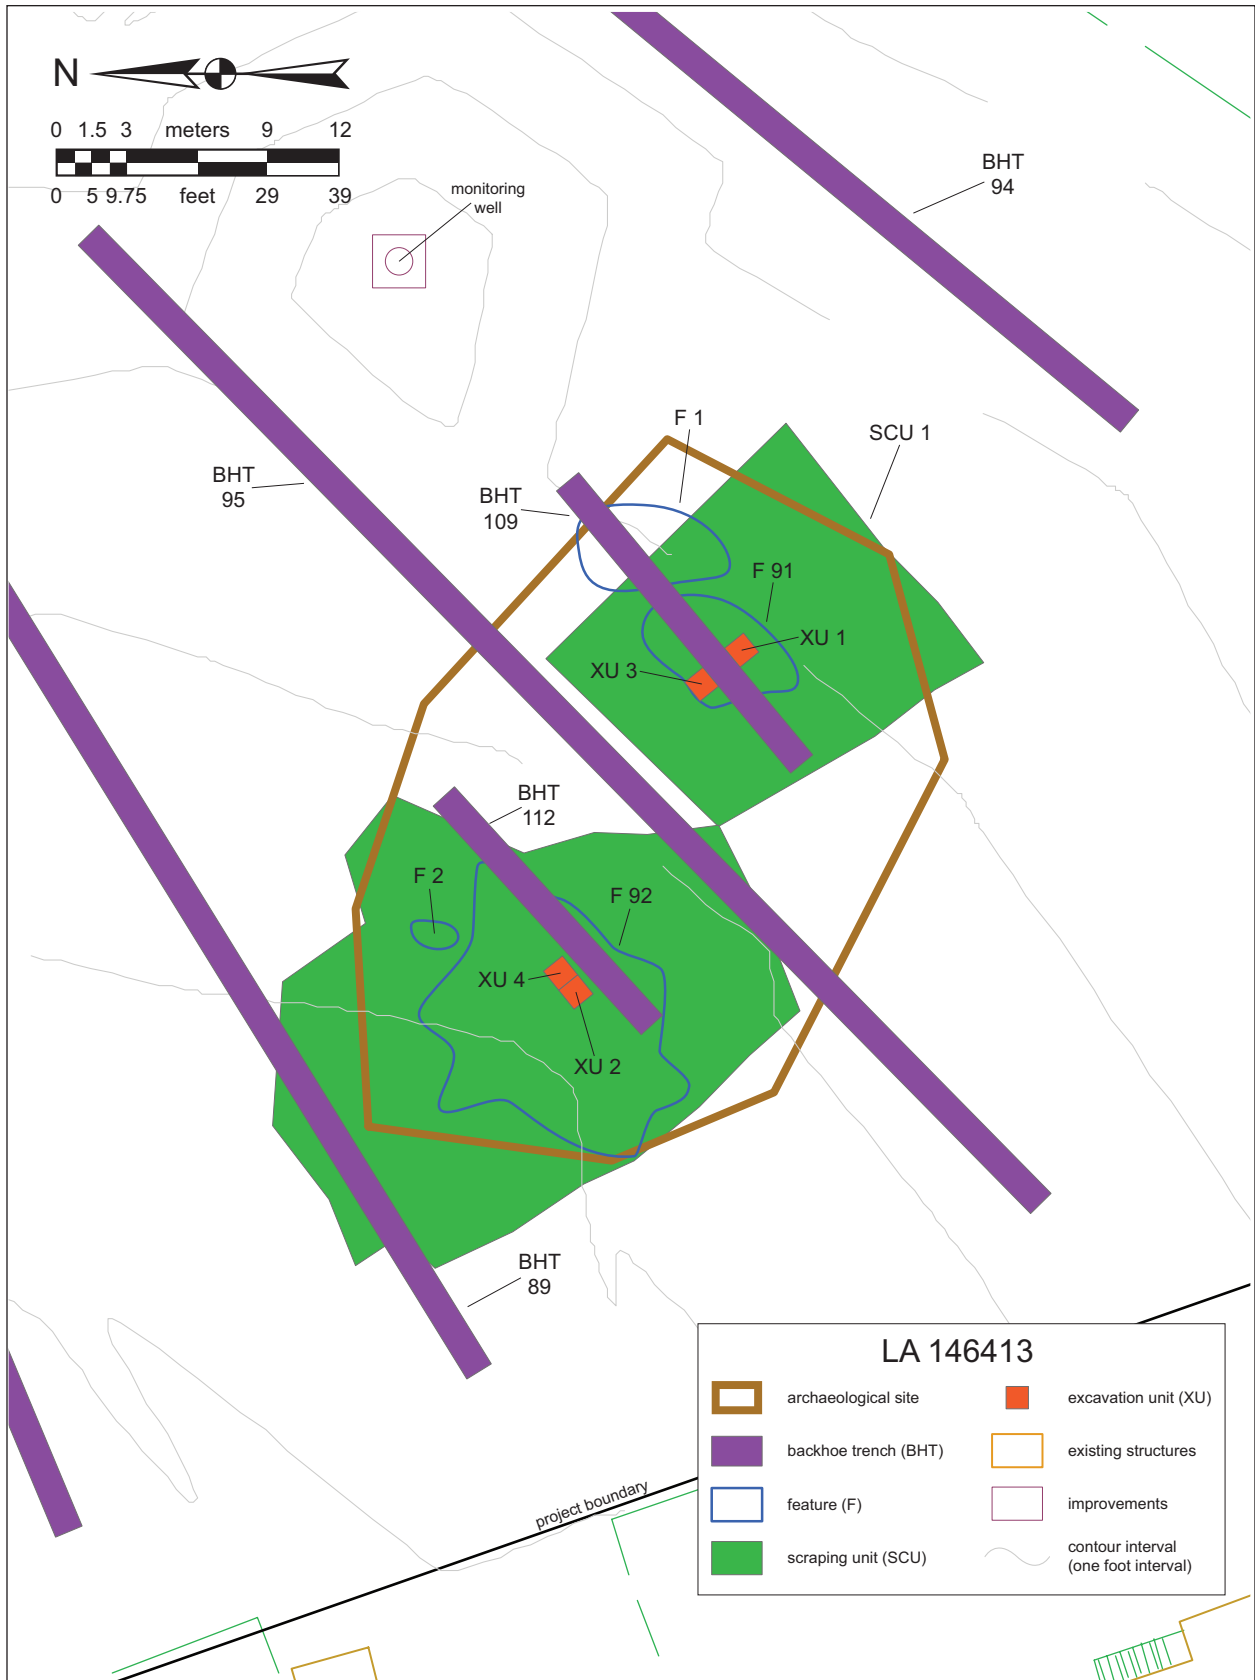 N
0 1.5 3 meters 9 12
0 5 9.75 feet 29 39
monitoring
well
BHT
94
F 1
SCU 1
BHT
95
BHT
109
F 91
XU 1
XU 3
BHT
112
F 2
F 92
XU 4
XU 2
BHT
89
LA 146413
archaeological site
excavation unit (XU)
backhoe trench (BHT)
existing structures
feature (F)
improvements
scraping unit (SCU)
contour interval
(one foot interval)
project boundary